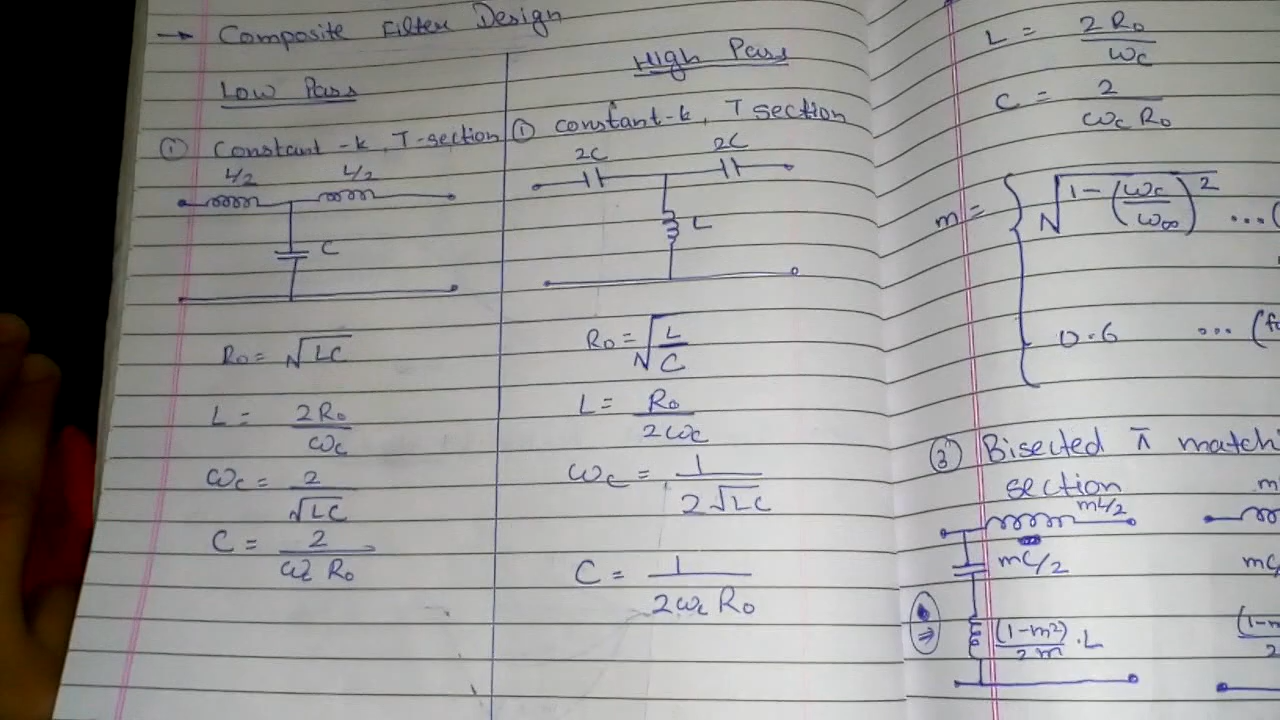 → Composite Filter Design
Low Pass
① Constant-k, T-section
L/2 L/2
C
R₀ = √LC
L = 2R₀/ωc
ωc = 2/√LC
C = 2/ωc R₀
High Pass
① constant-k, T section
2C 2C
L
R₀ = √(L/C)
L = R₀/2ωc
ωc = 1/2√LC
C = 1/2ωc R₀
L = 2R₀/ωc
C = 2/ωc R₀
m = { √(1-(ωc/ω∞)²) ...(
0.6 ...(
③ Bisected π
section
mL/2
mC/2
⇒ (1-m²)/2m · L